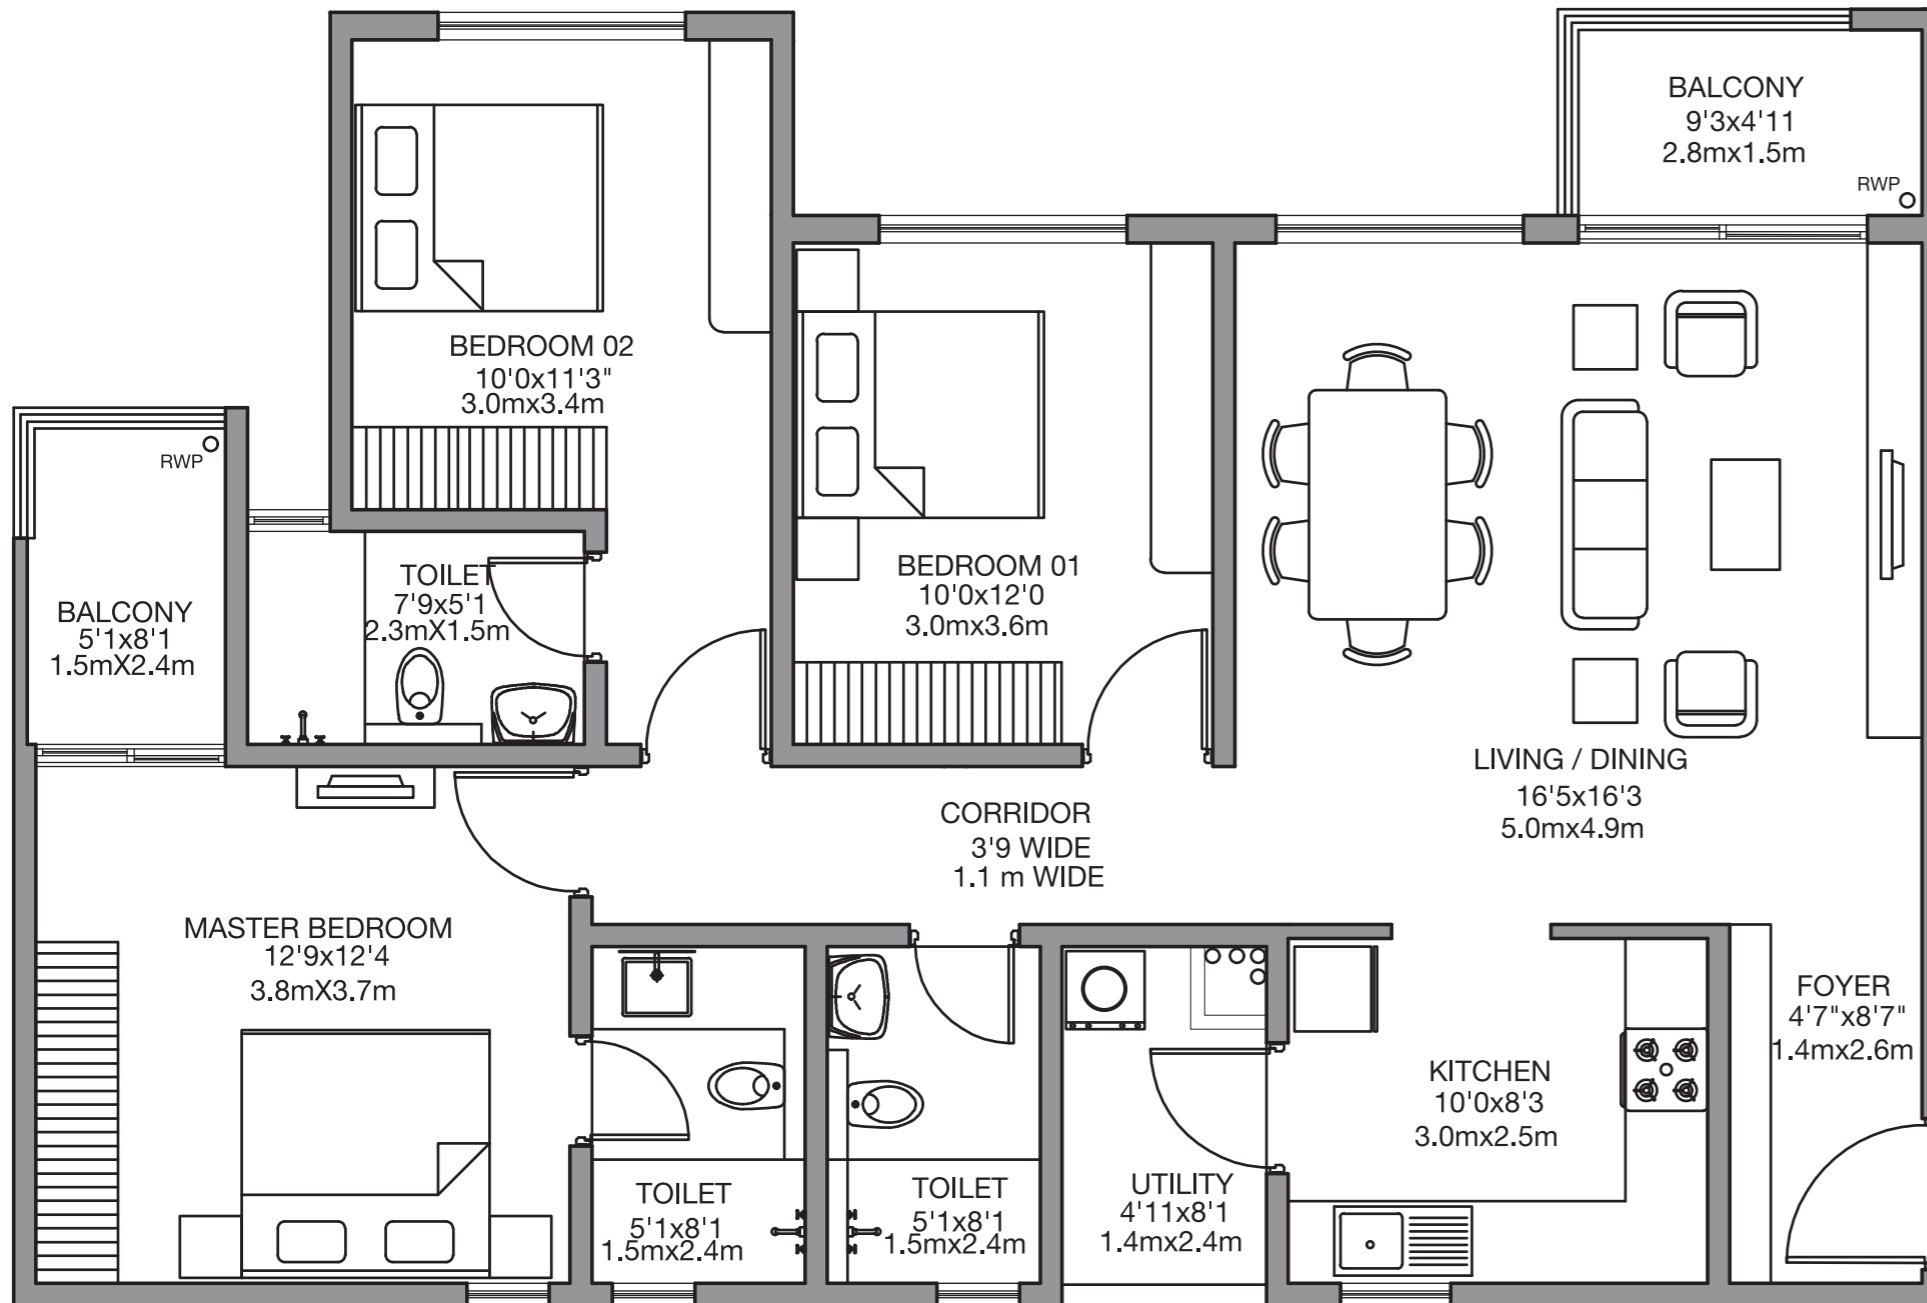 BALCONY
9'3x4'11
2.8mx1.5m
RWP
BEDROOM 02
10'0x11'3"
3.0mx3.4m
RWP
BALCONY
5'1x8'1
1.5mX2.4m
TOILET
7'9x5'1
2.3mX1.5m
BEDROOM 01
10'0x12'0
3.0mx3.6m
LIVING / DINING
16'5x16'3
5.0mx4.9m
CORRIDOR
3'9 WIDE
1.1 m WIDE
MASTER BEDROOM
12'9x12'4
3.8mX3.7m
FOYER
4'7"x8'7"
1.4mx2.6m
KITCHEN
10'0x8'3
3.0mx2.5m
TOILET
5'1x8'1
1.5mx2.4m
TOILET
5'1x8'1
1.5mx2.4m
UTILITY
4'11x8'1
1.4mx2.4m